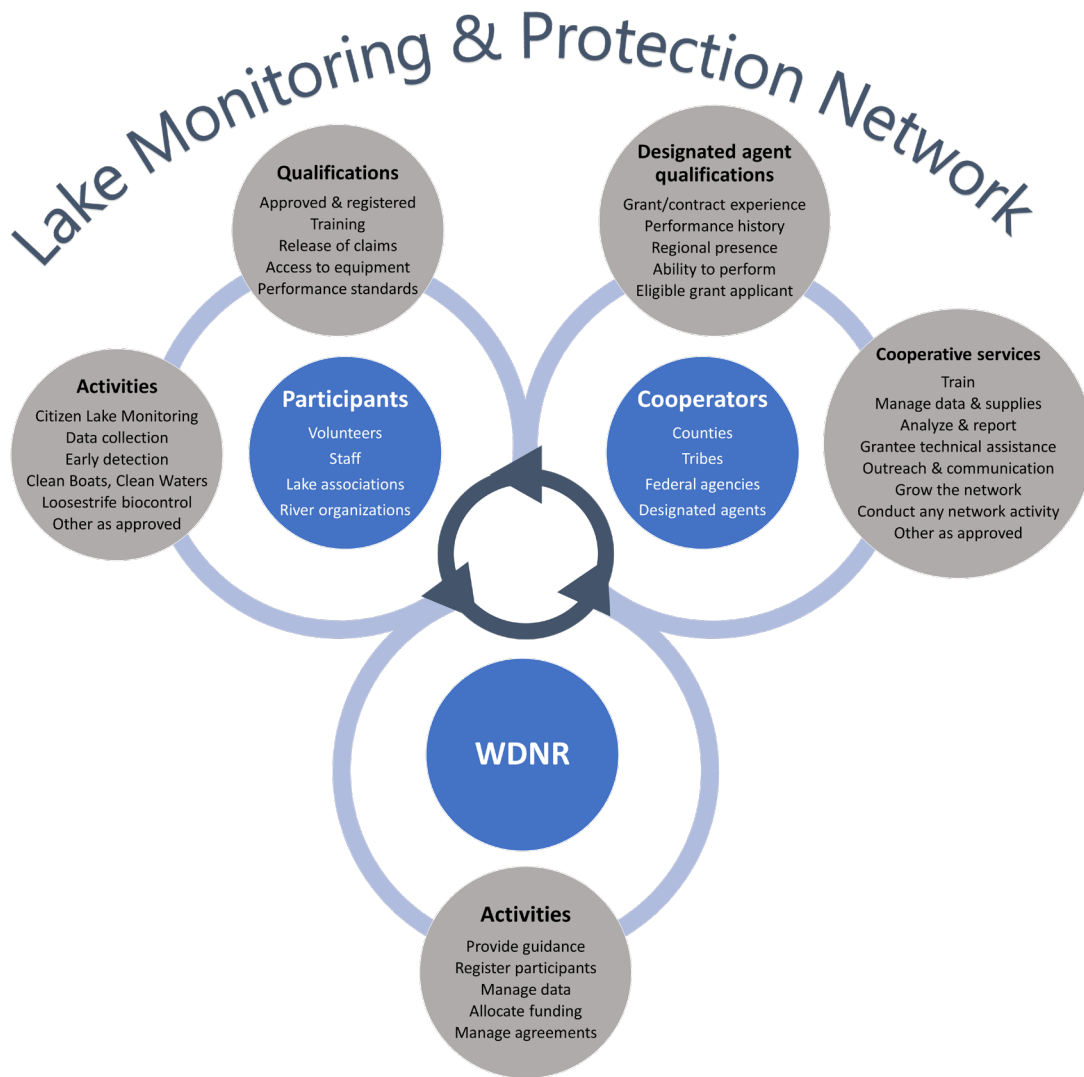 Lake Monitoring & Protection Network
Qualifications
Approved & registered
Training
Release of claims
Access to equipment
Performance standards
Designated agent
qualifications
Grant/contract experience
Performance history
Regional presence
Ability to perform
Eligible grant applicant
Activities
Citizen Lake Monitoring
Data collection
Early detection
Clean Boats, Clean Waters
Loosestrife biocontrol
Other as approved
Participants
Volunteers
Staff
Lake associations
River organizations
Cooperators
Counties
Tribes
Federal agencies
Designated agents
Cooperative services
Train
Manage data & supplies
Analyze & report
Grantee technical assistance
Outreach & communication
Grow the network
Conduct any network activity
Other as approved
WDNR
Activities
Provide guidance
Register participants
Manage data
Allocate funding
Manage agreements